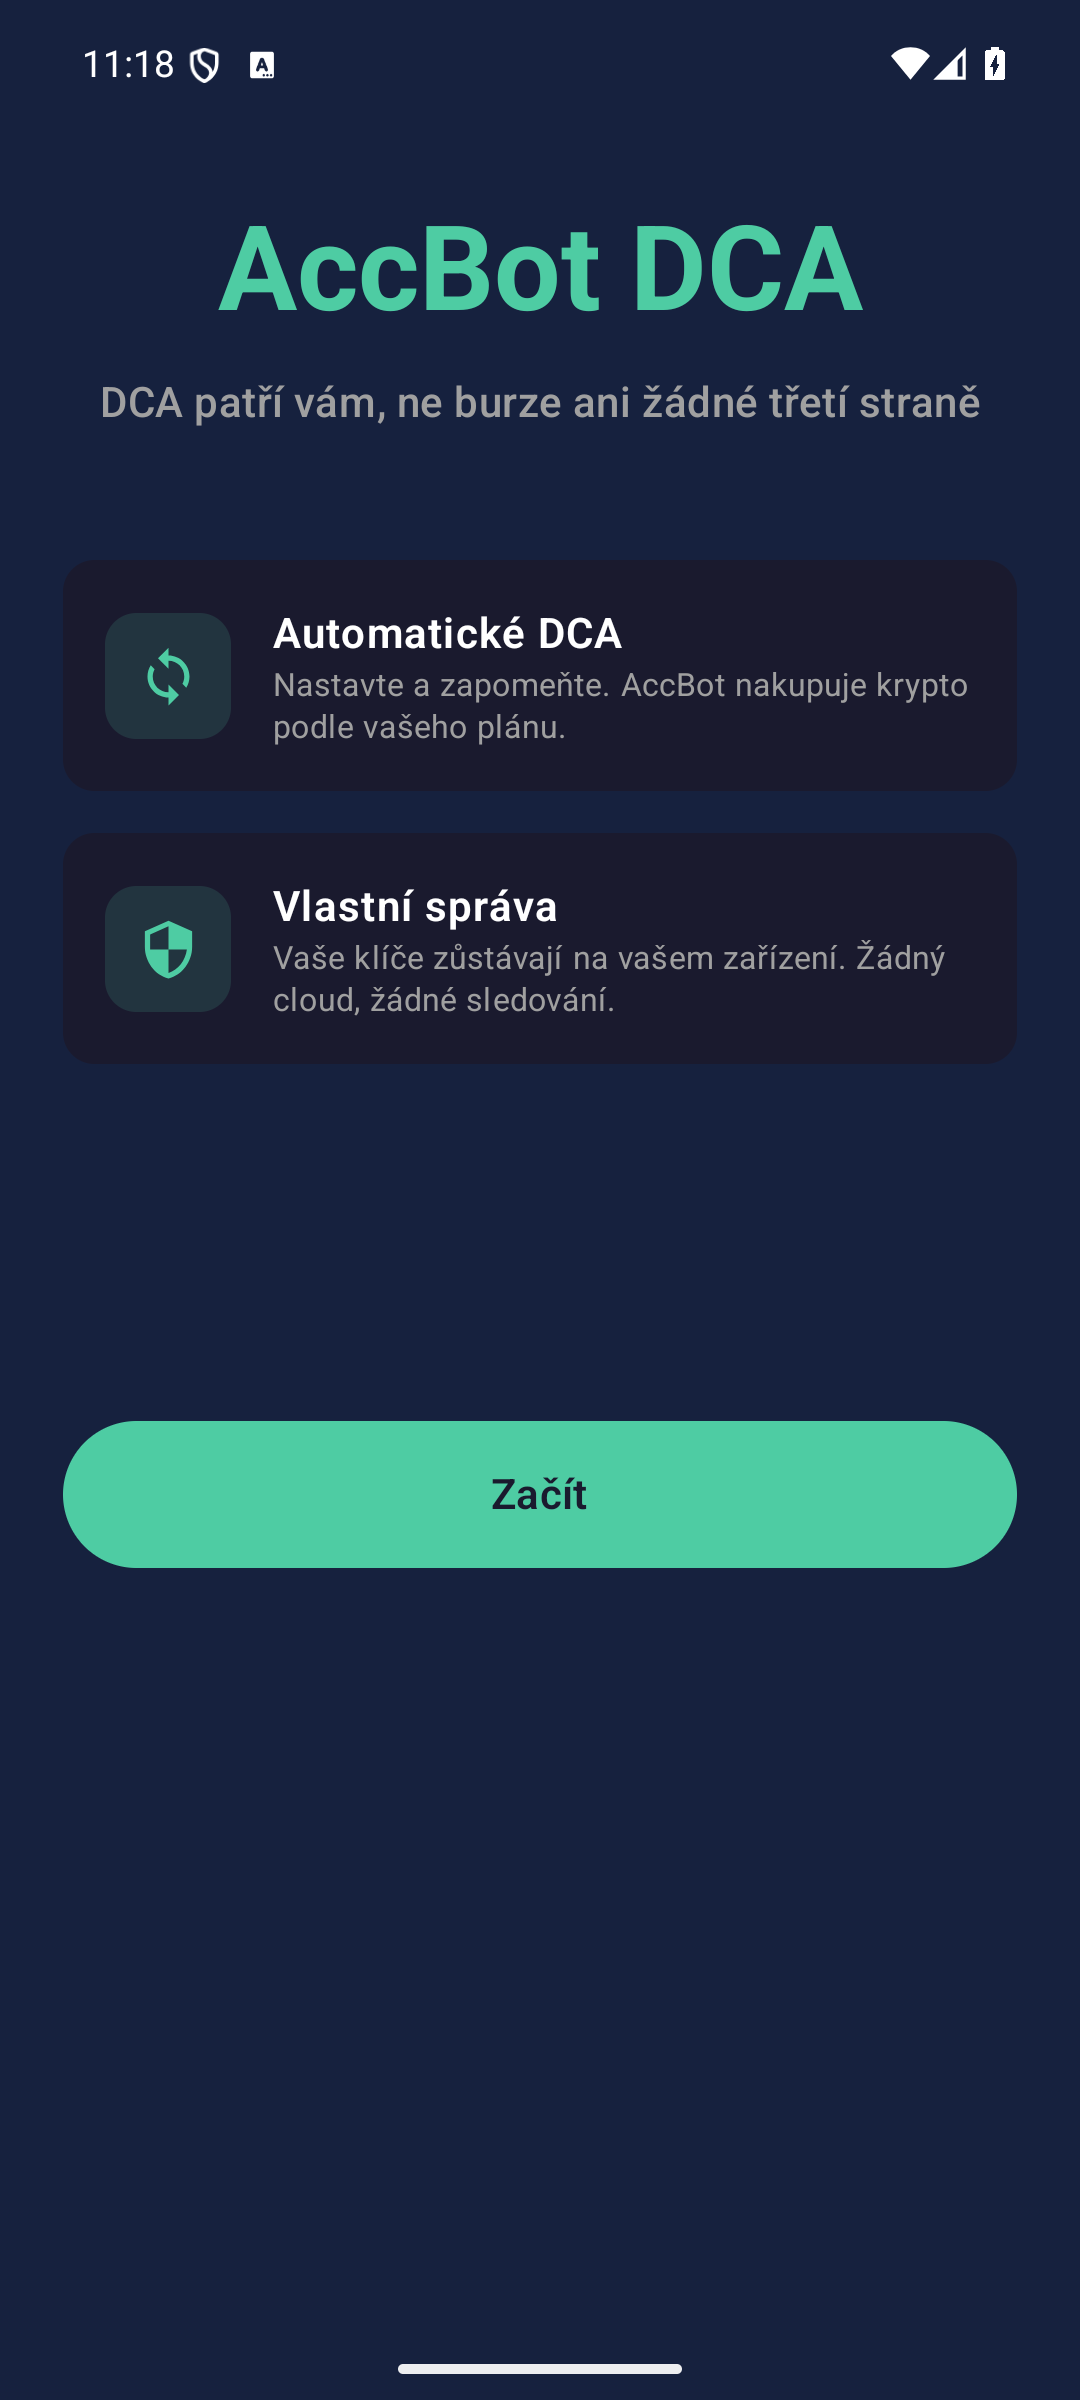 11:18
AccBot DCA
DCA patří vám, ne burze ani žádné třetí straně
Automatické DCA
Nastavte a zapomeňte. AccBot nakupuje krypto
podle vašeho plánu.
Vlastní správa
Vaše klíče zůstávají na vašem zařízení. Žádný
cloud, žádné sledování.
Začít